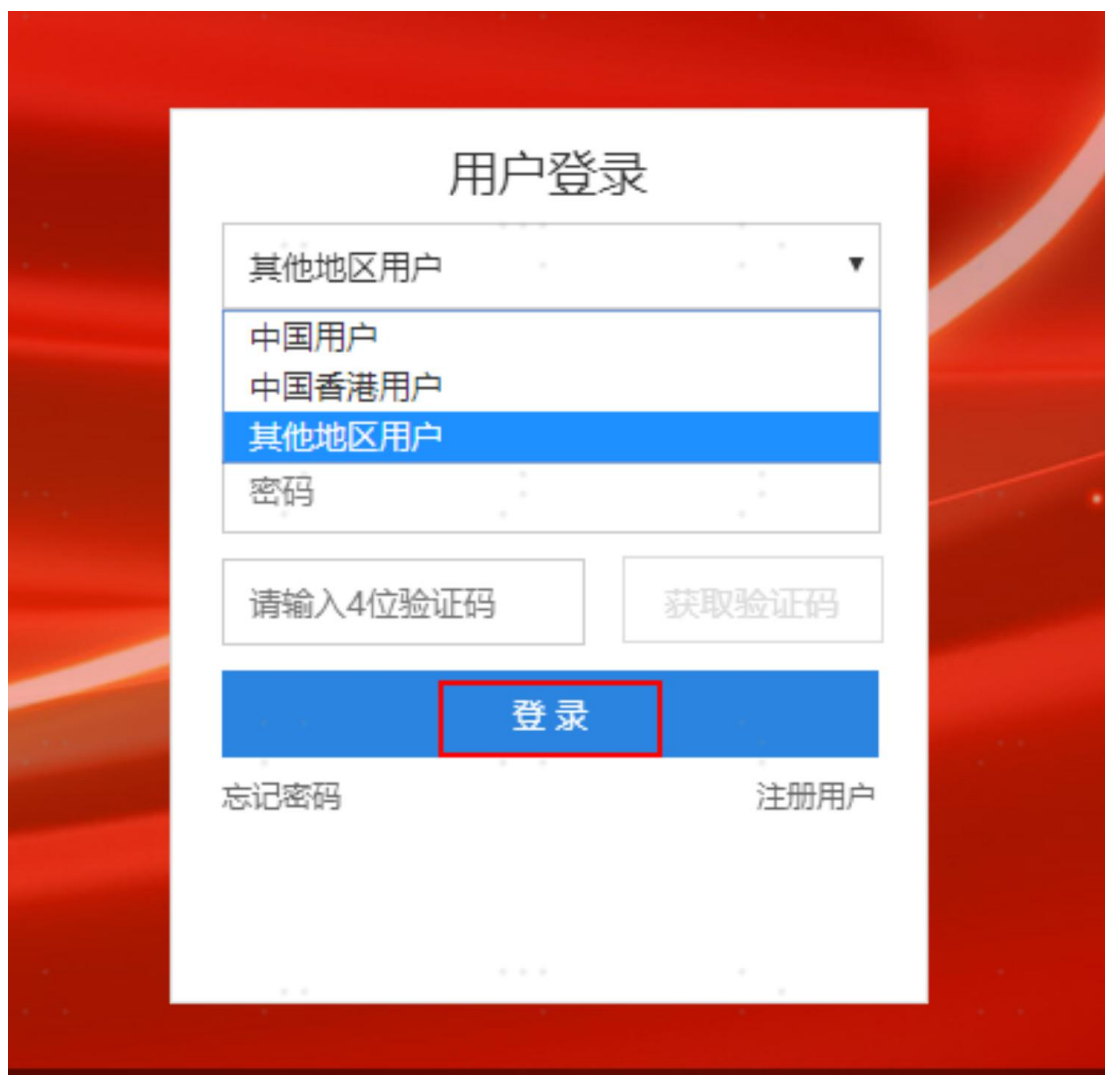 用户登录
其他地区用户
中国用户
中国香港用户
其他地区用户
密码
请输入4位验证码
获取验证码
登 录
忘记密码
注册用户